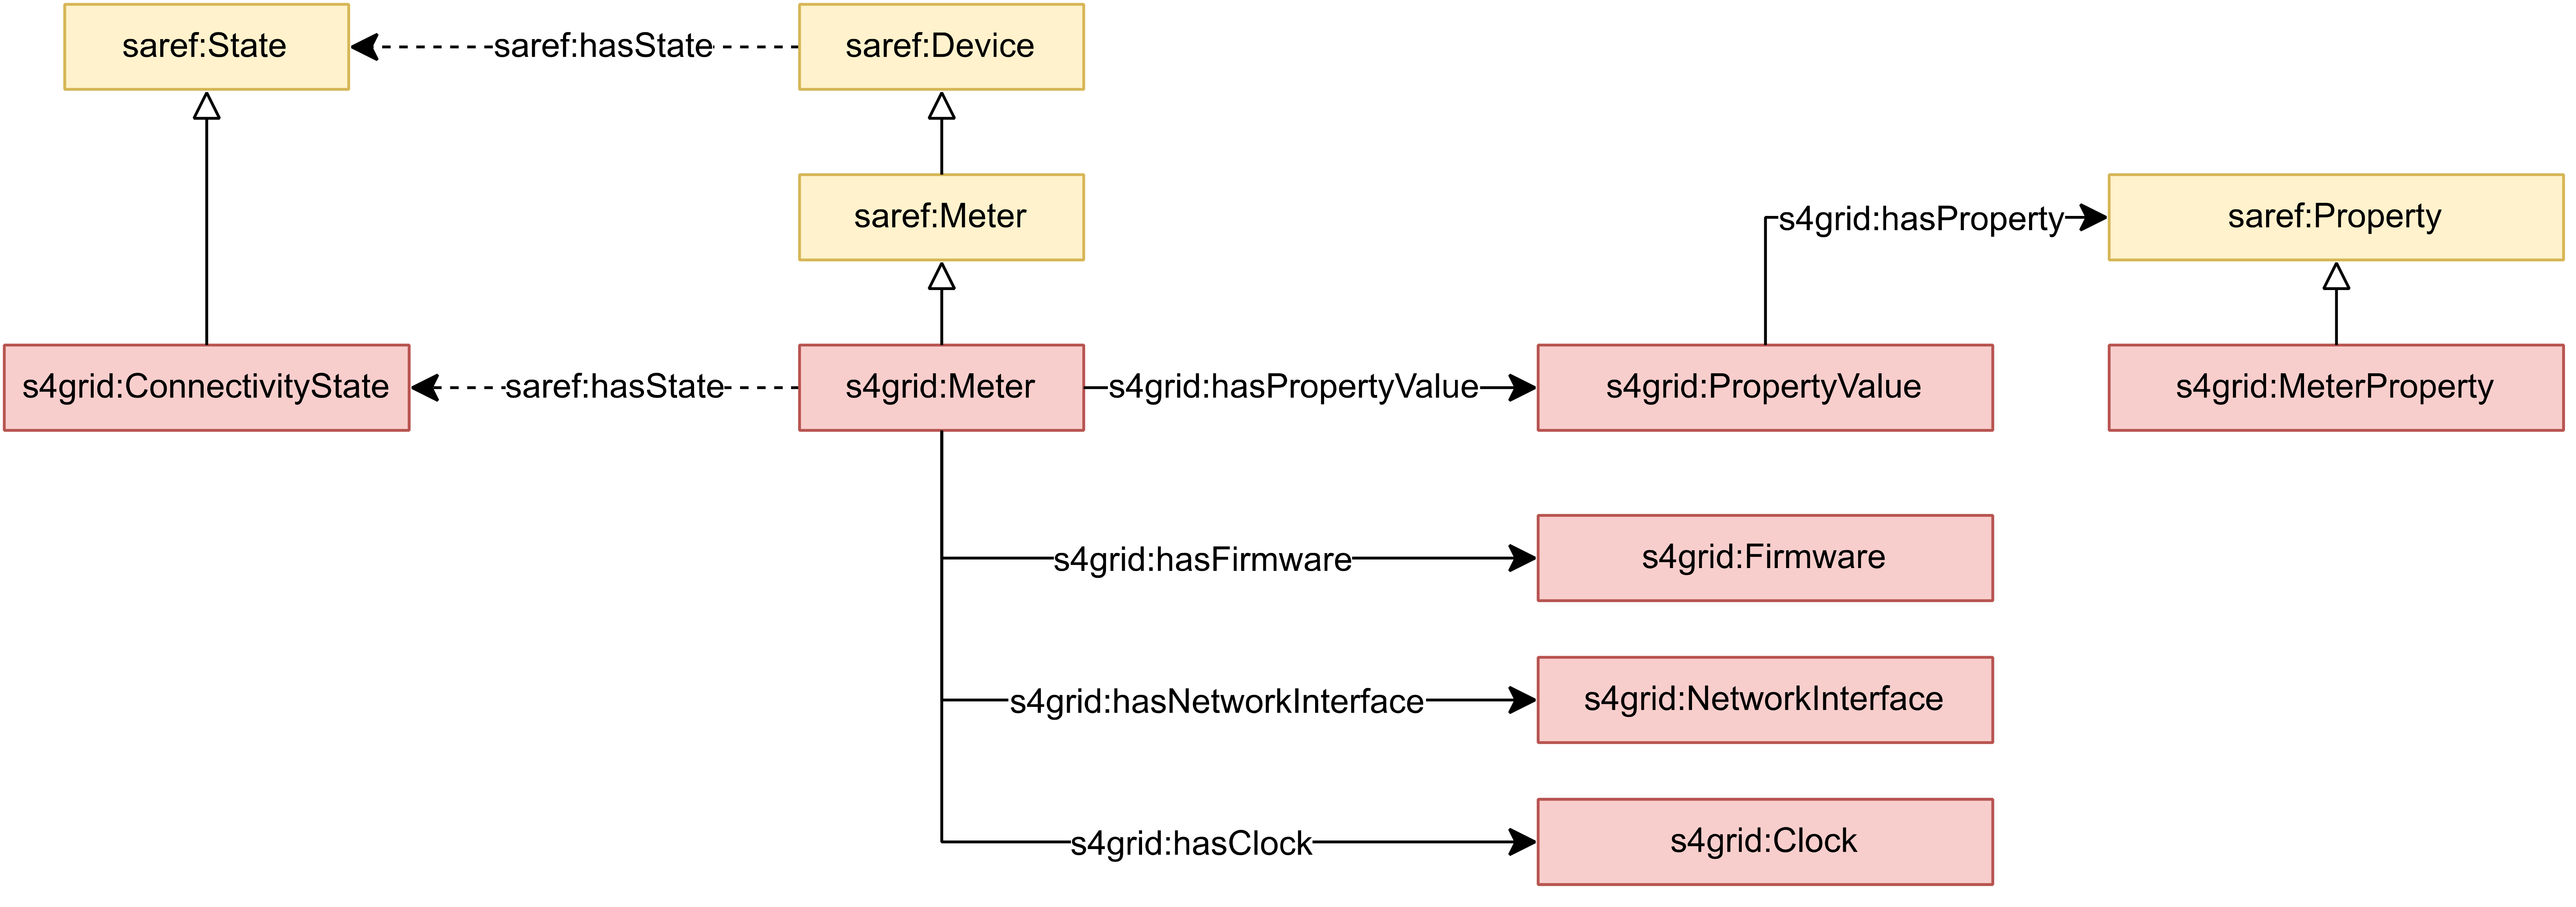 saref:State
saref:hasState
saref:Device
saref:Meter
s4grid:hasProperty
saref:Property
s4grid:ConnectivityState
saref:hasState
s4grid:Meter
s4grid:hasPropertyValue
s4grid:PropertyValue
s4grid:MeterProperty
s4grid:hasFirmware
s4grid:Firmware
s4grid:hasNetworkInterface
s4grid:NetworkInterface
s4grid:hasClock
s4grid:Clock